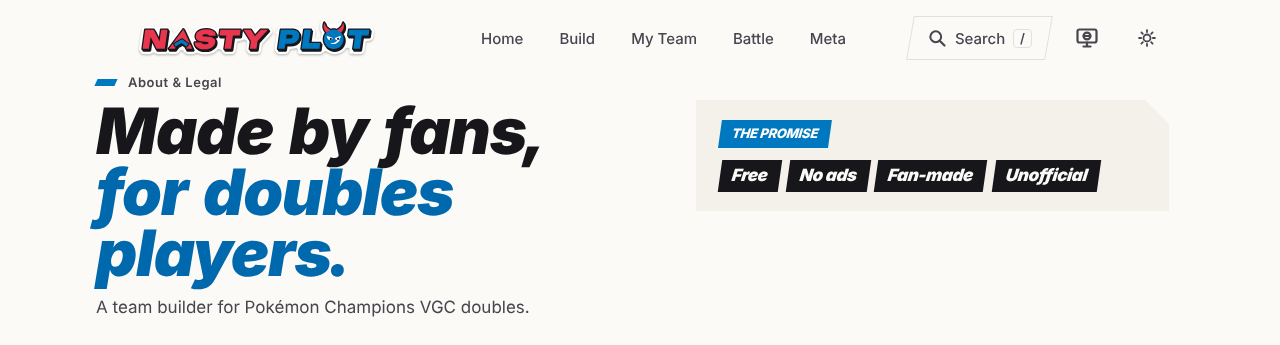 NASTY PLOT
Home
Build
My Team
Battle
Meta
Search /
About & Legal
Made by fans,
for doubles
players.
A team builder for Pokémon Champions VGC doubles.
THE PROMISE
Free
No ads
Fan-made
Unofficial